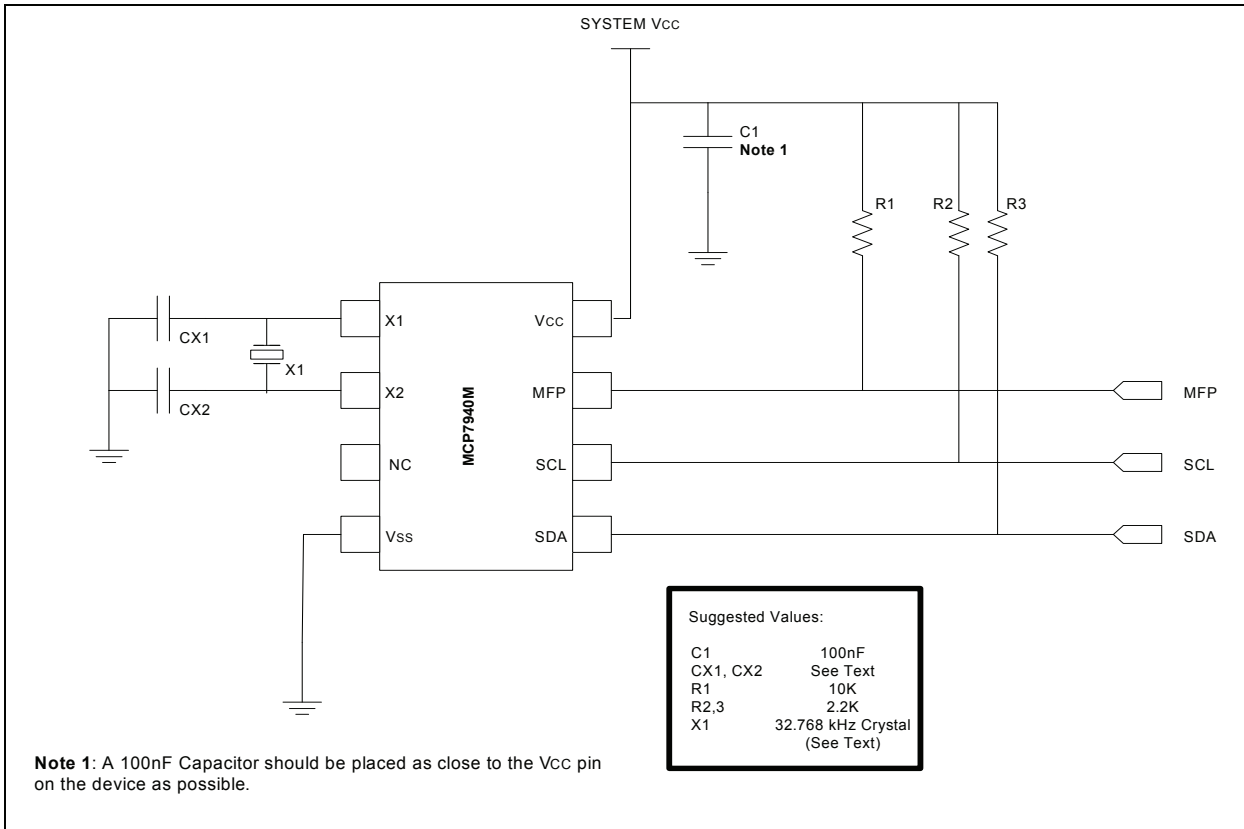 SYSTEM VCC
C1
Note 1
R1
R2
R3
CX1
X1
CX2
X1
X2
NC
Vss
MCP7940M
VCC
MFP
SCL
SDA
MFP
SCL
SDA
Suggested Values:
C1 100nF
CX1, CX2 See Text
R1 10K
R2,3 2.2K
X1 32.768 kHz Crystal
(See Text)
Note 1: A 100nF Capacitor should be placed as close to the VCC pin
on the device as possible.